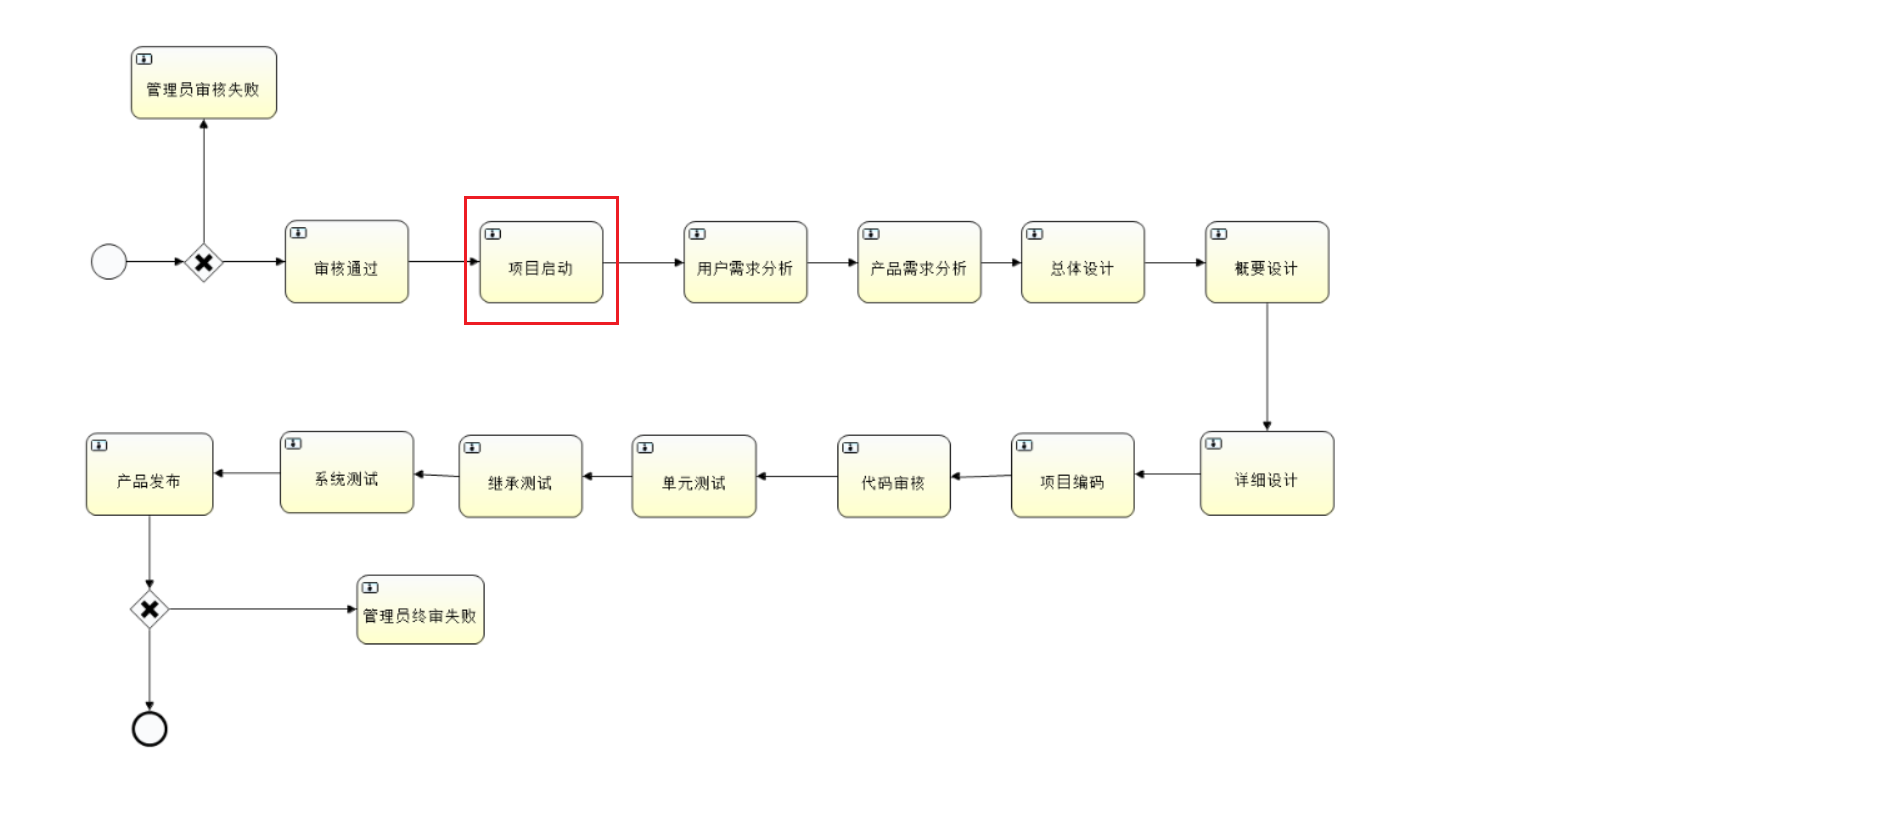 管理员审核失败
审核通过
项目启动
用户需求分析
产品需求分析
总体设计
概要设计
产品发布
系统测试
继承测试
单元测试
代码审核
项目编码
详细设计
管理员终审失败